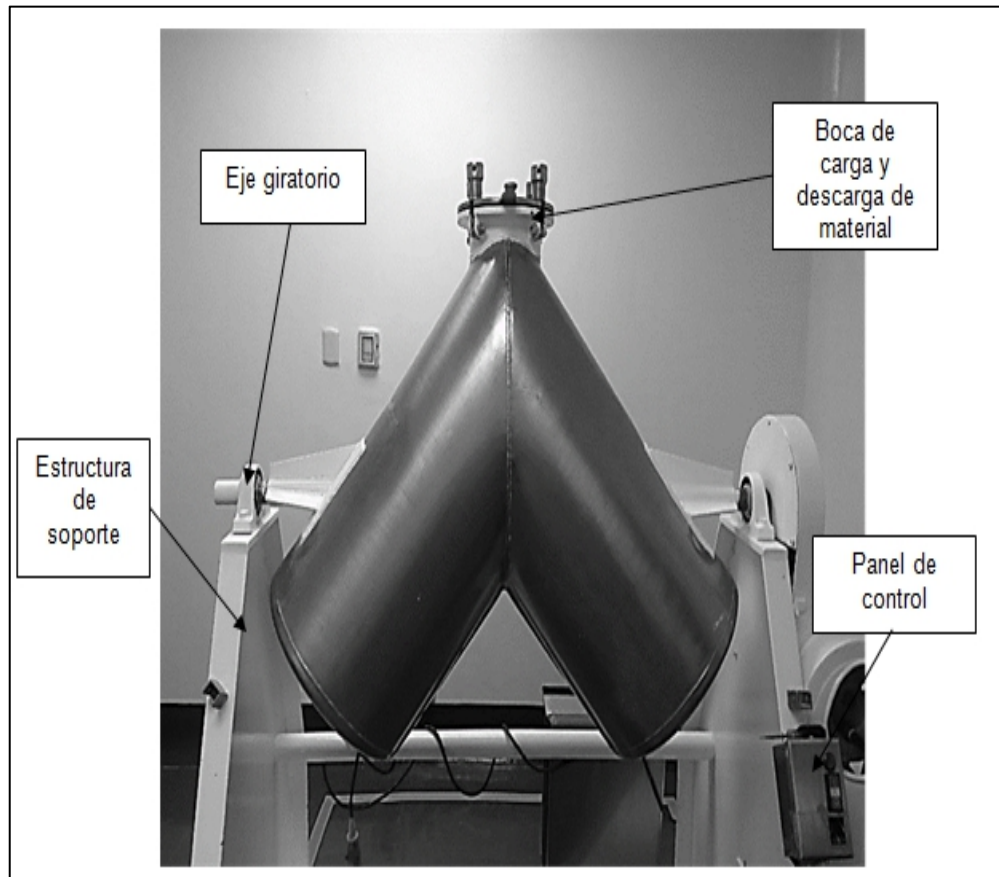 Eje giratorio
Boca de
carga y
descarga de
material
Estructura
de
soporte
Panel de
control